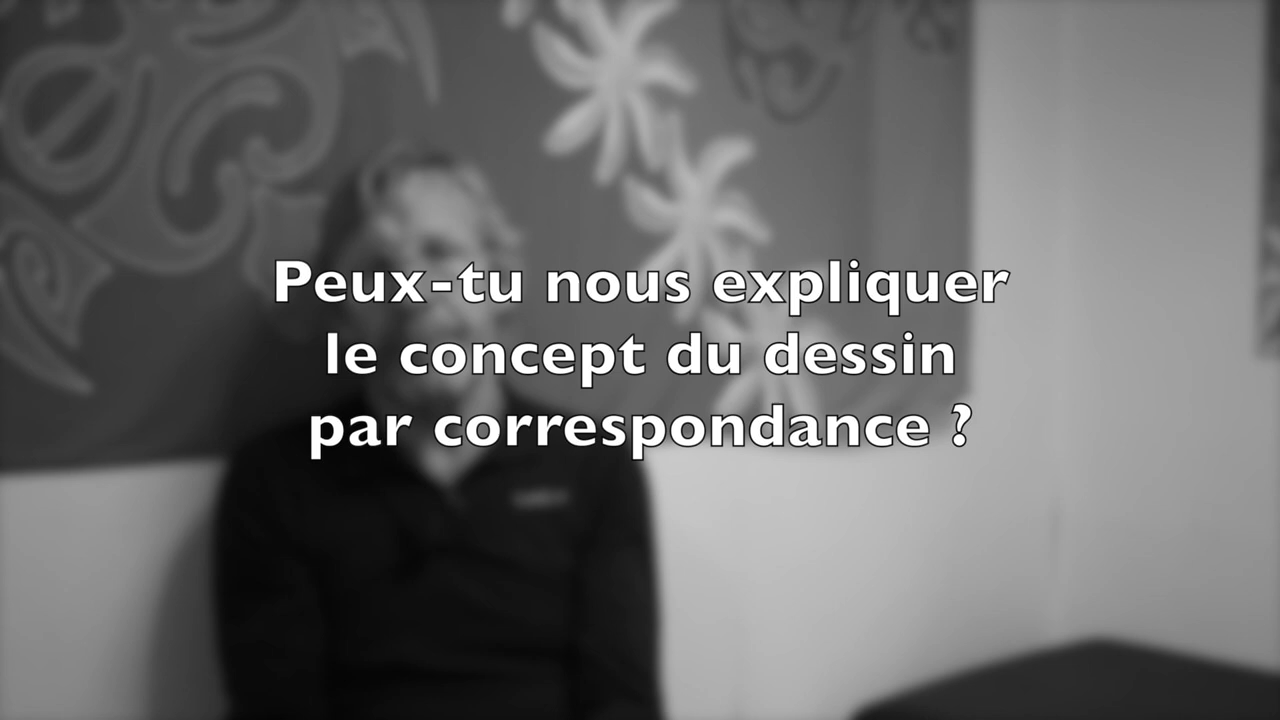 Peux-tu nous expliquer
le concept du dessin
par correspondance ?